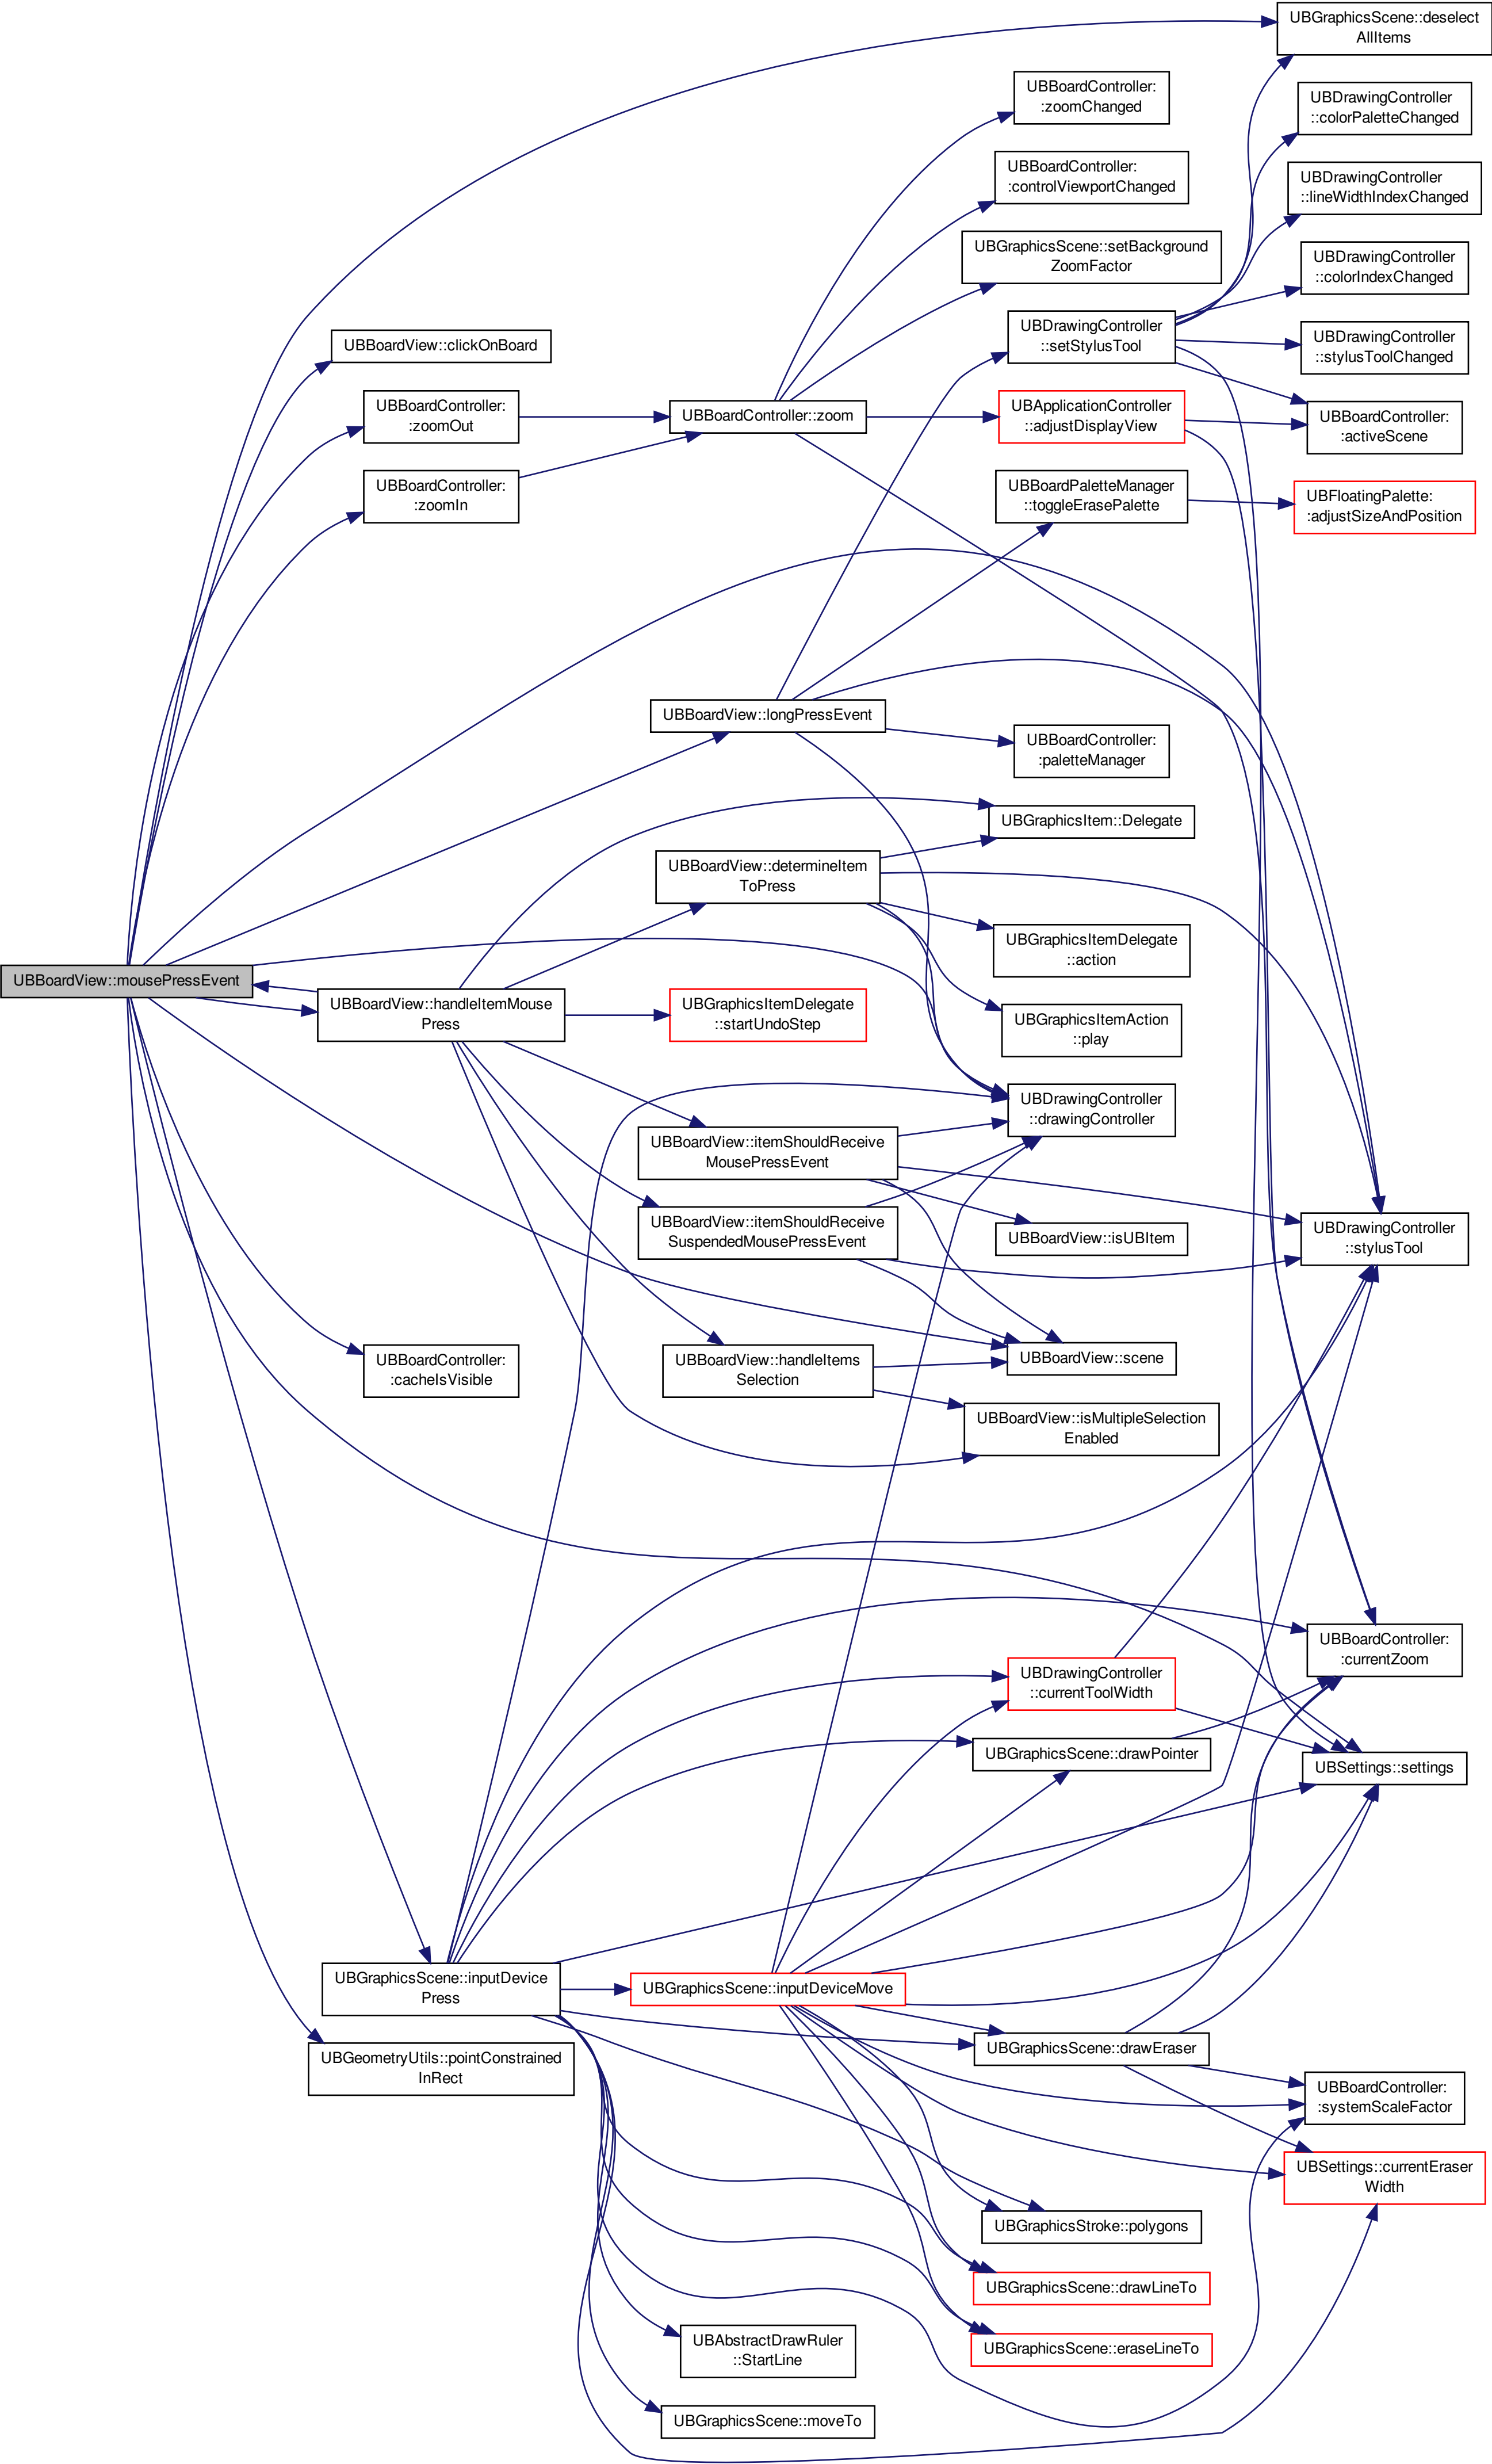 UBGraphicsScene::deselect
AllItems
UBBoardController:
:zoomChanged
UBDrawingController
::colorPaletteChanged
UBBoardController:
:controlViewportChanged
UBDrawingController
::lineWidthIndexChanged
UBGraphicsScene::setBackground
ZoomFactor
UBDrawingController
::colorIndexChanged
UBBoardView::clickOnBoard
UBDrawingController
::setStylusTool
UBDrawingController
::stylusToolChanged
UBBoardController:
:zoomOut
UBBoardController::zoom
UBApplicationController
::adjustDisplayView
UBBoardController:
:activeScene
UBBoardController:
:zoomIn
UBBoardPaletteManager
::toggleErasePalette
UBFloatingPalette:
:adjustSizeAndPosition
UBBoardView::longPressEvent
UBBoardController:
:paletteManager
UBGraphicsItem::Delegate
UBBoardView::determineItem
ToPress
UBGraphicsItemDelegate
::action
UBBoardView::mousePressEvent
UBBoardView::handleItemMouse
Press
UBGraphicsItemDelegate
::startUndoStep
UBGraphicsItemAction
::play
UBDrawingController
::drawingController
UBBoardView::itemShouldReceive
MousePressEvent
UBBoardView::itemShouldReceive
SuspendedMousePressEvent
UBBoardView::isUBItem
UBDrawingController
::stylusTool
UBBoardController:
:cacheIsVisible
UBBoardView::handleItems
Selection
UBBoardView::scene
UBBoardView::isMultipleSelection
Enabled
UBBoardController:
:currentZoom
UBDrawingController
::currentToolWidth
UBGraphicsScene::drawPointer
UBSettings::settings
UBGraphicsScene::inputDevice
Press
UBGraphicsScene::inputDeviceMove
UBGraphicsScene::drawEraser
UBGeometryUtils::pointConstrained
InRect
UBBoardController:
:systemScaleFactor
UBSettings::currentEraser
Width
UBGraphicsStroke::polygons
UBGraphicsScene::drawLineTo
UBAbstractDrawRuler
::StartLine
UBGraphicsScene::eraseLineTo
UBGraphicsScene::moveTo